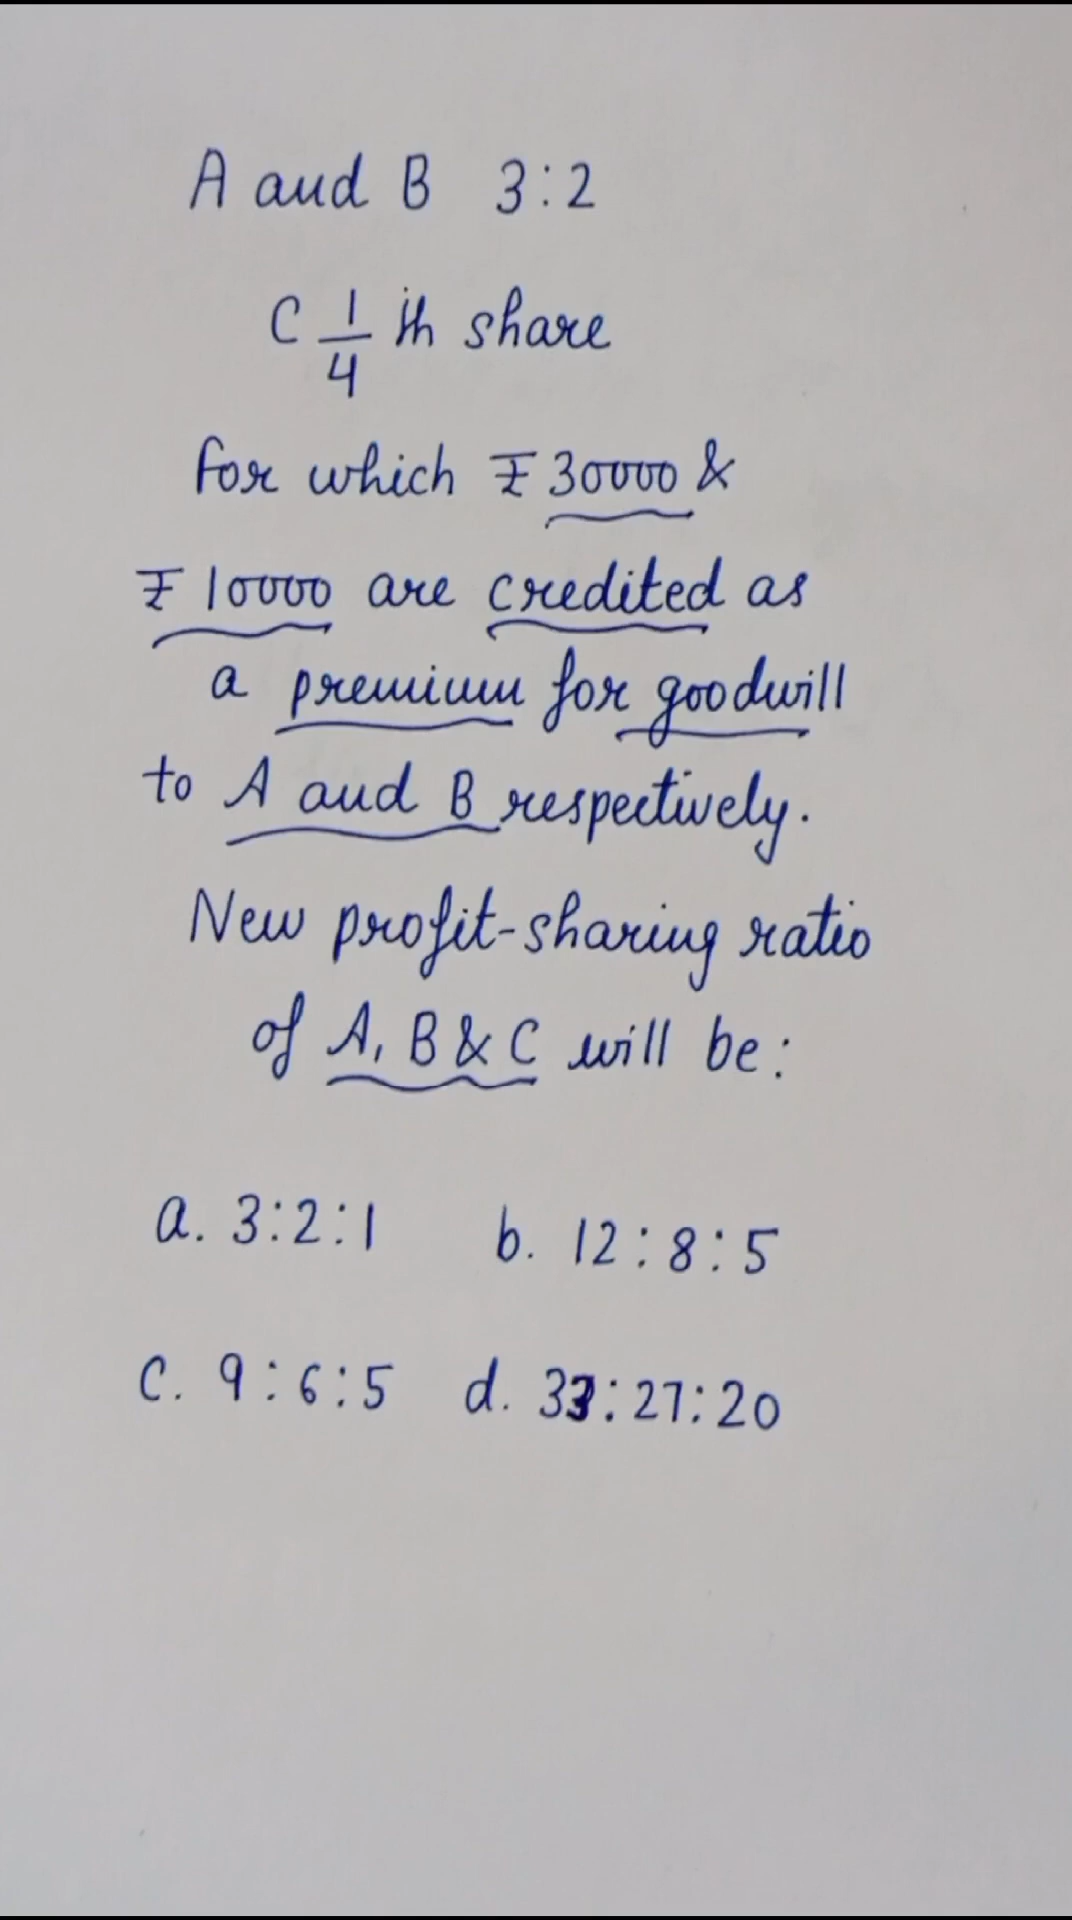 A and B 3:2
C 1/4 th share
for which ₹30000 &
₹10000 are credited as
a premium for goodwill
to A and B respectively.
New profit-sharing ratio
of A, B & C will be:
a. 3:2:1 b. 12:8:5
c. 9:6:5 d. 33:27:20